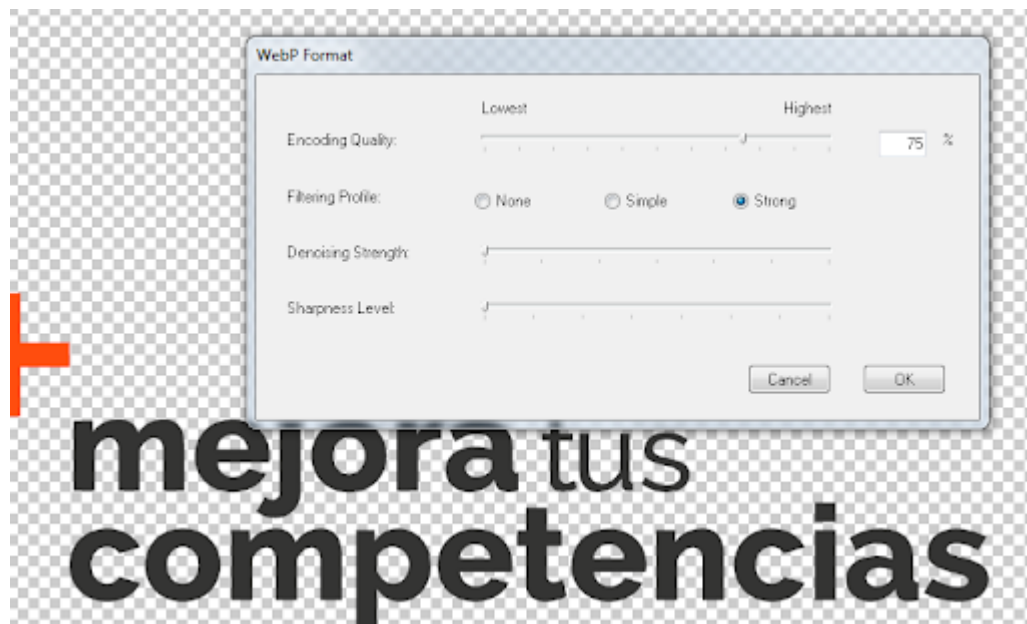 WebP Format
Lowest Highest
Encoding Quality: 75 %
Filtering Profile: None Simple Strong
Denoising Strength:
Sharpness Level:
Cancel OK
mejora tus
competencias